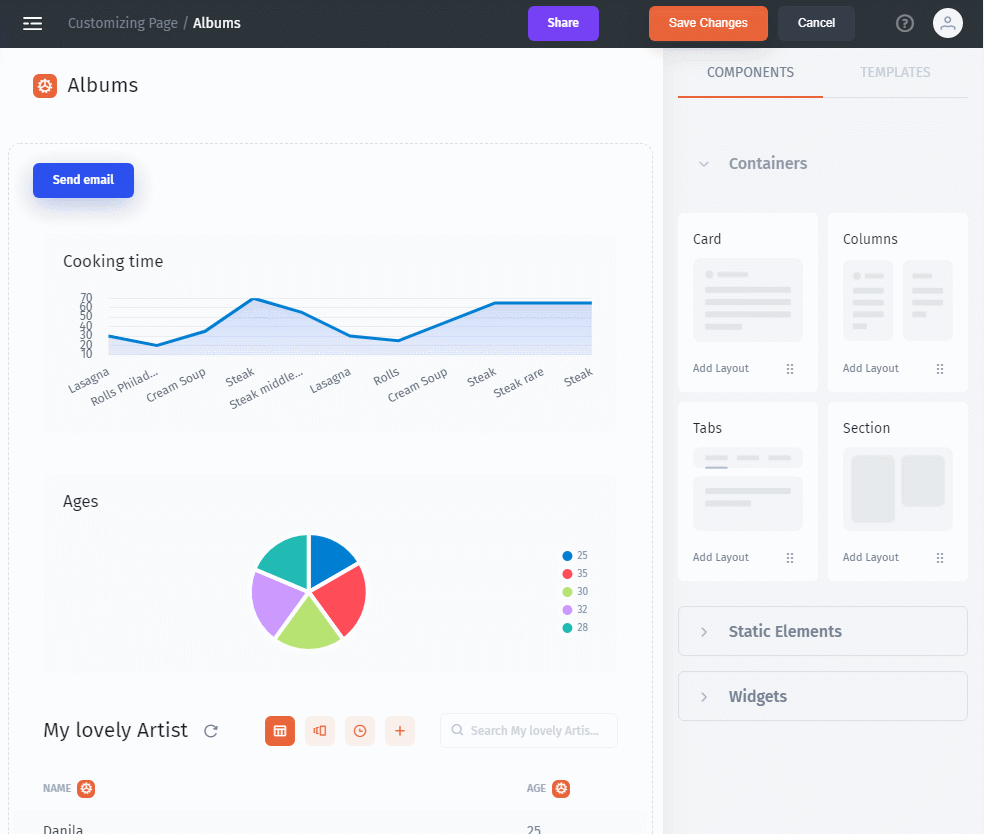 Customizing Page / Albums
Share
Save Changes
Cancel
?
Albums
COMPONENTS
TEMPLATES
Send email
Containers
Cooking time
70
60
50
40
30
20
10
Lasagna
Rolls Philad...
Cream Soup
Steak
Steak middle...
Lasagna
Rolls
Cream Soup
Steak
Steak rare
Steak
Card
Columns
Add Layout
Add Layout
Tabs
Section
Add Layout
Add Layout
Ages
25
35
30
32
28
Static Elements
Widgets
My lovely Artist
Search My lovely Artis...
NAME
AGE
Danila
25